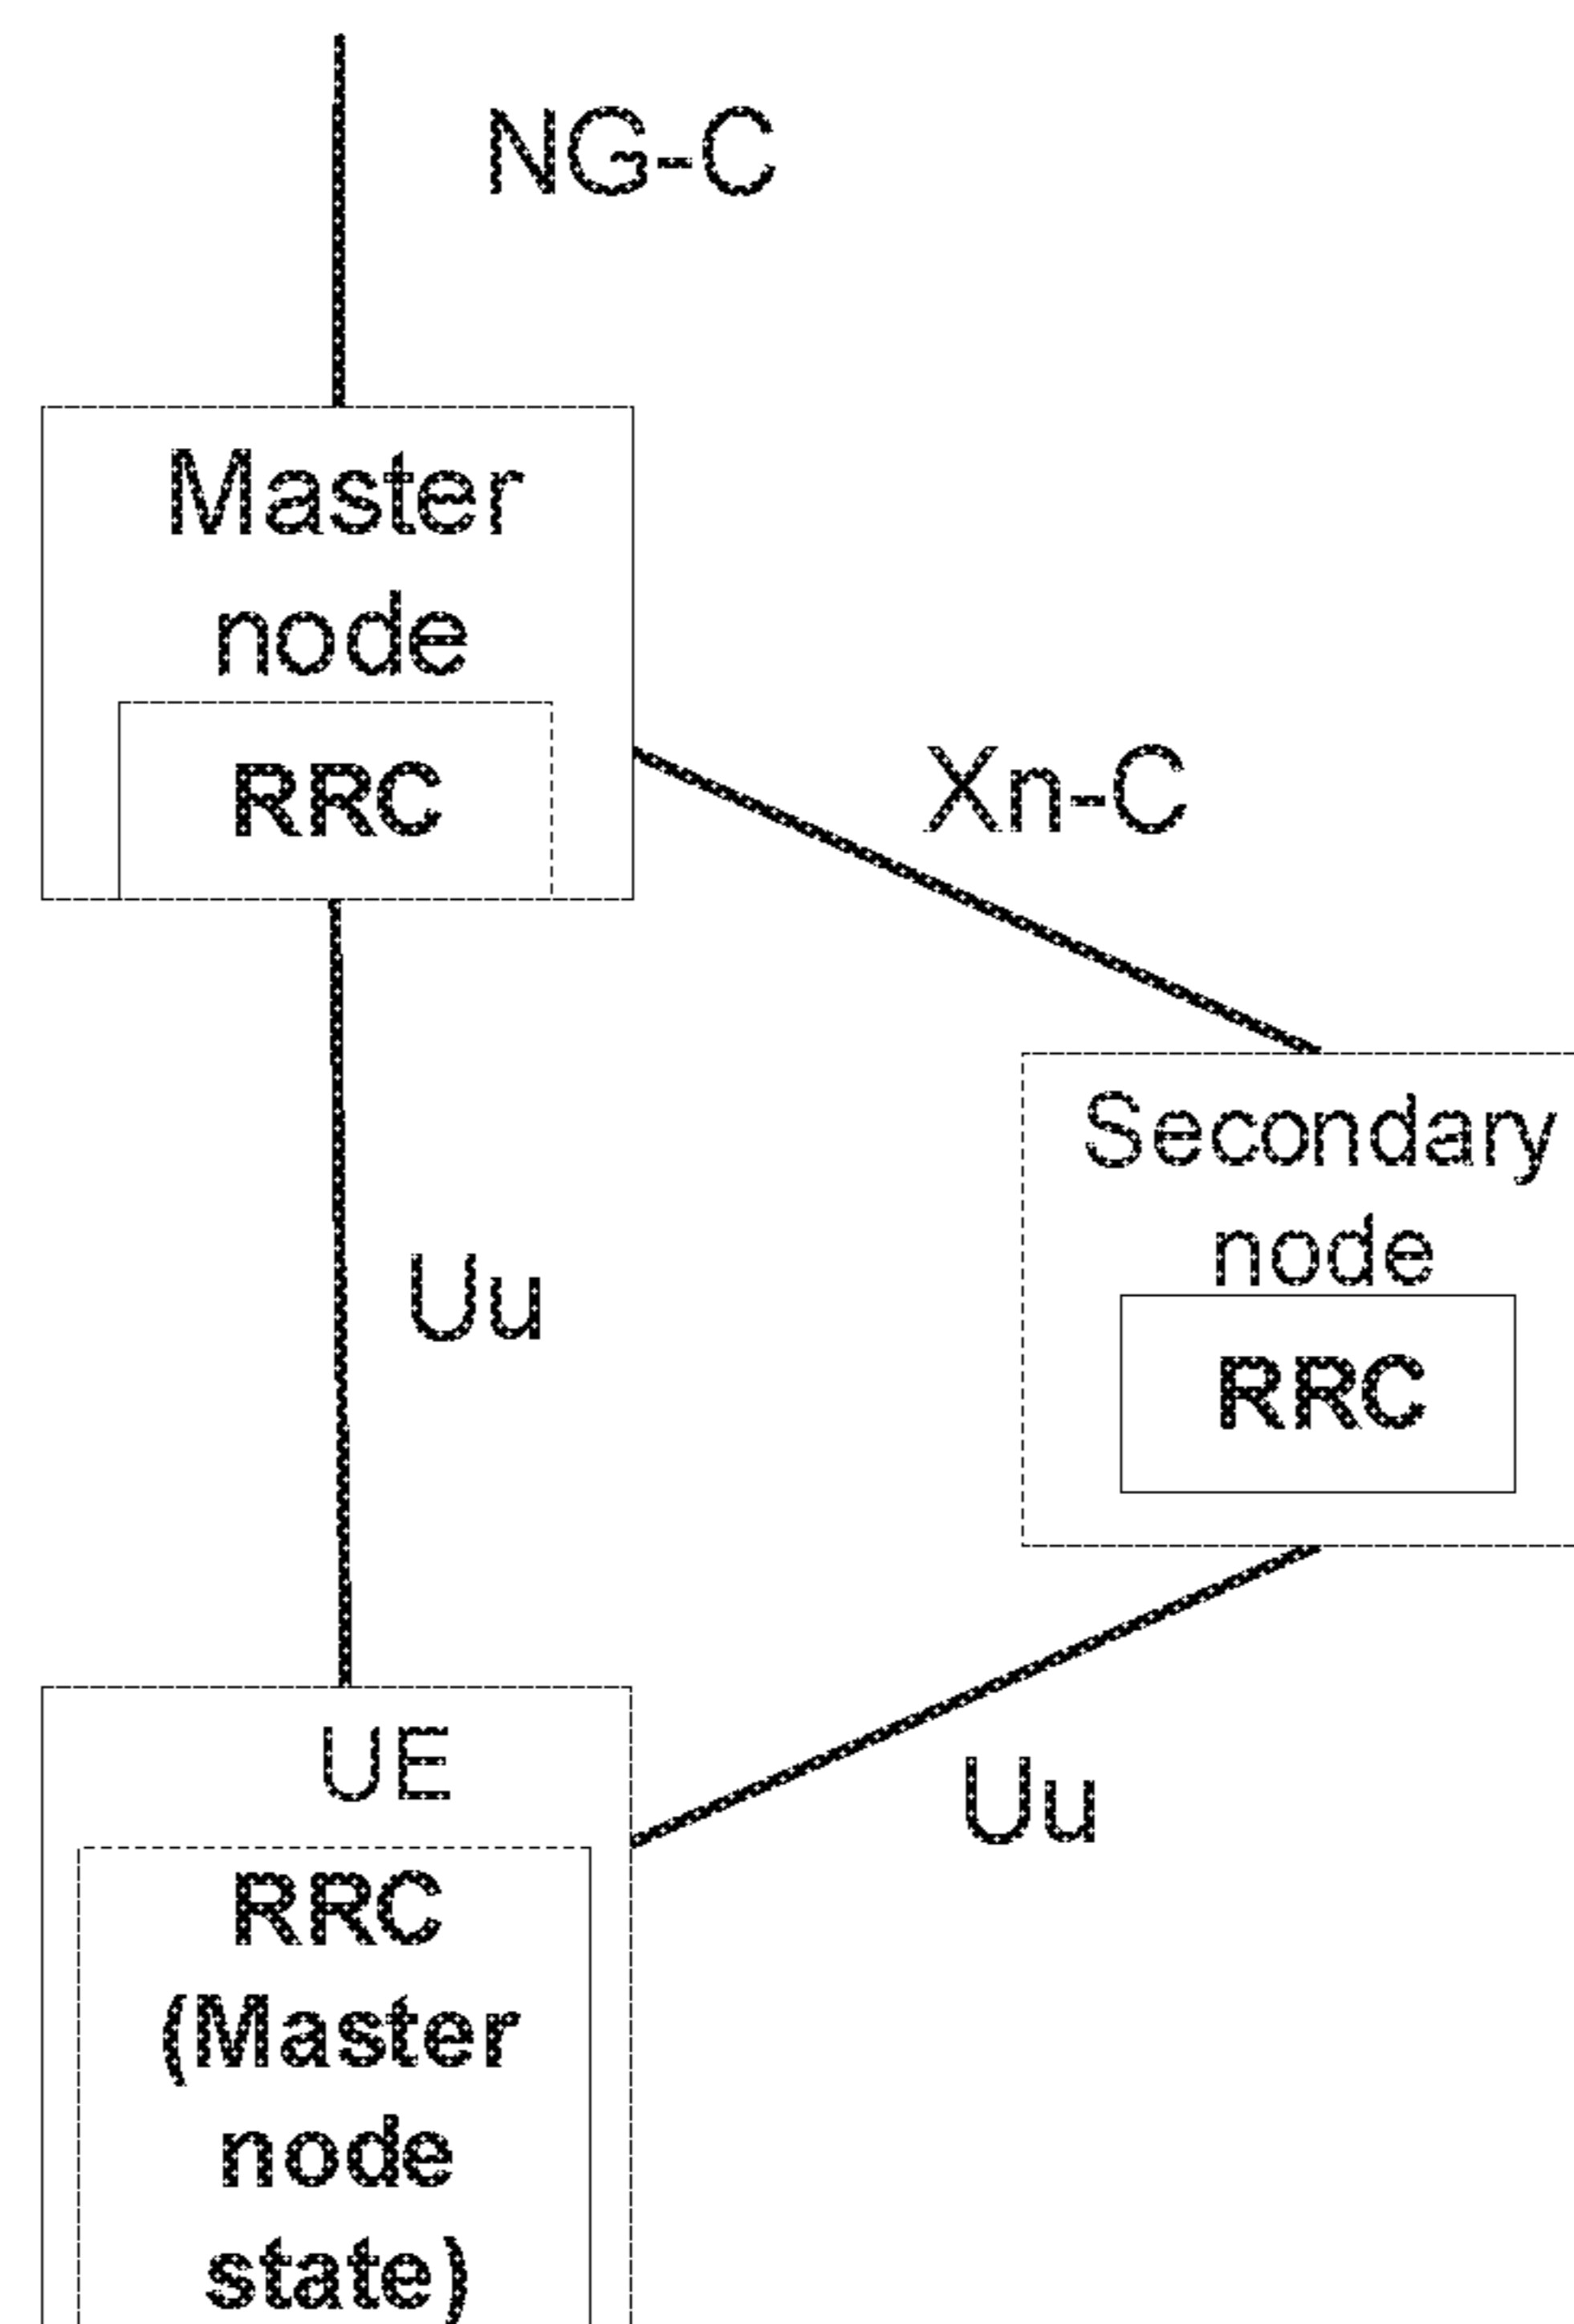 NG-C
Master
node
RRC
Xn-C
Secondary
node
RRC
Uu
UE
Uu
RRC
(Master
node
state)